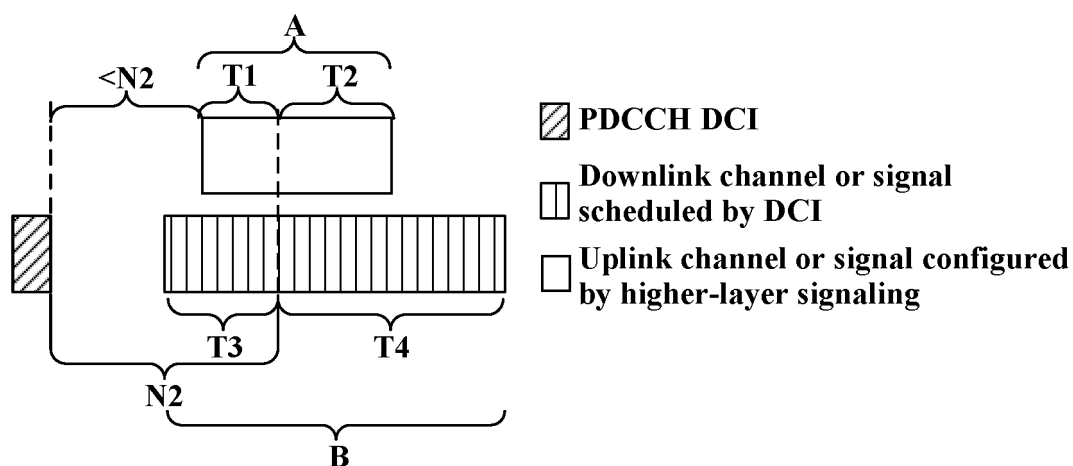 A
<N2
T1
T2
PDCCH DCI
Downlink channel or signal
scheduled by DCI
Uplink channel or signal configured
by higher-layer signaling
T3
T4
N2
B